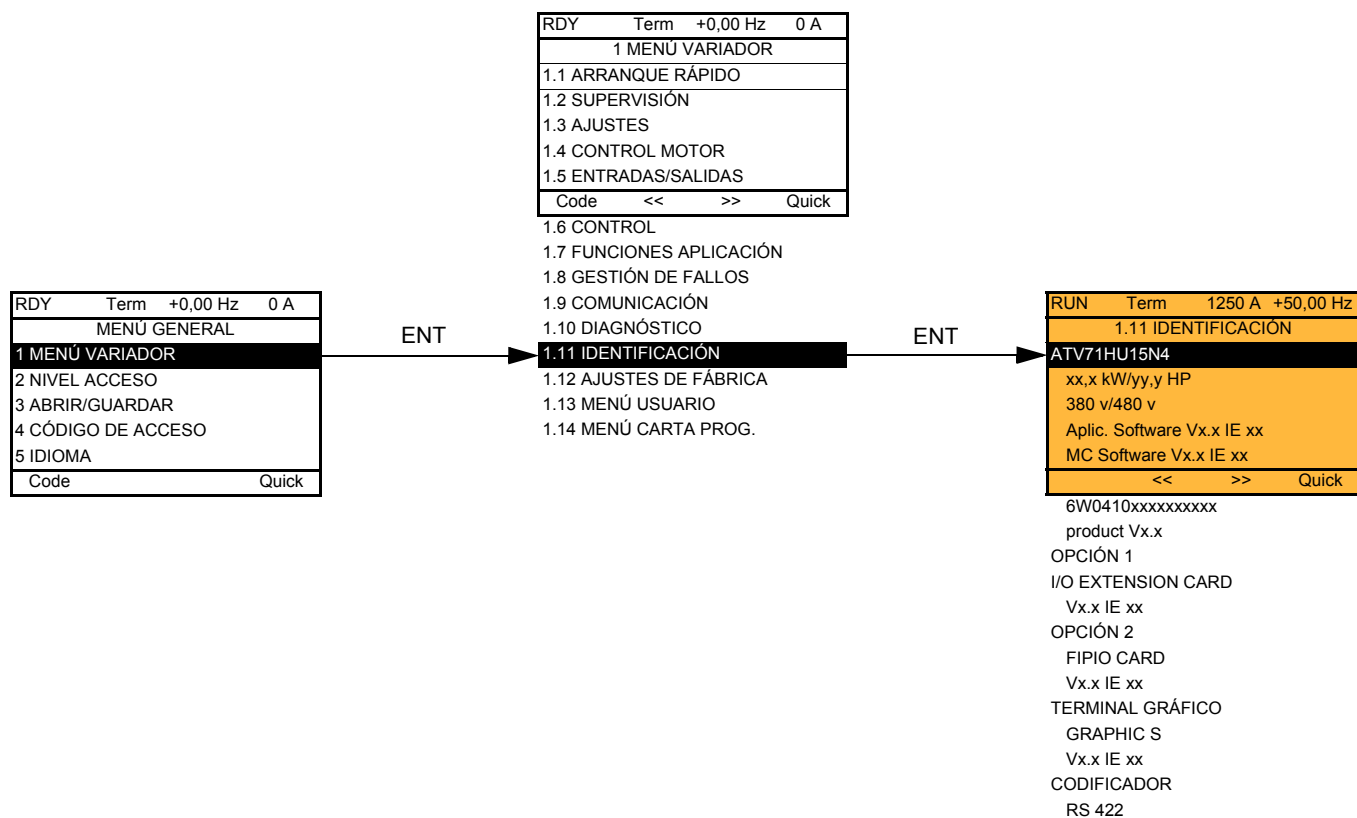 RDY Term +0,00 Hz 0 A
1 MENÚ VARIADOR
1.1 ARRANQUE RÁPIDO
1.2 SUPERVISIÓN
1.3 AJUSTES
1.4 CONTROL MOTOR
1.5 ENTRADAS/SALIDAS
Code << >> Quick
1.6 CONTROL
1.7 FUNCIONES APLICACIÓN
1.8 GESTIÓN DE FALLOS
1.9 COMUNICACIÓN
1.10 DIAGNÓSTICO
1.11 IDENTIFICACIÓN
1.12 AJUSTES DE FÁBRICA
1.13 MENÚ USUARIO
1.14 MENÚ CARTA PROG.
RDY Term +0,00 Hz 0 A
MENÚ GENERAL
1 MENÚ VARIADOR
2 NIVEL ACCESO
3 ABRIR/GUARDAR
4 CÓDIGO DE ACCESO
5 IDIOMA
Code Quick
ENT
ENT
RUN Term 1250 A +50,00 Hz
1.11 IDENTIFICACIÓN
ATV71HU15N4
xx,x kW/yy,y HP
380 v/480 v
Aplic. Software Vx.x IE xx
MC Software Vx.x IE xx
<< >> Quick
6W0410xxxxxxxxxx
product Vx.x
OPCIÓN 1
I/O EXTENSION CARD
Vx.x IE xx
OPCIÓN 2
FIPIO CARD
Vx.x IE xx
TERMINAL GRÁFICO
GRAPHIC S
Vx.x IE xx
CODIFICADOR
RS 422